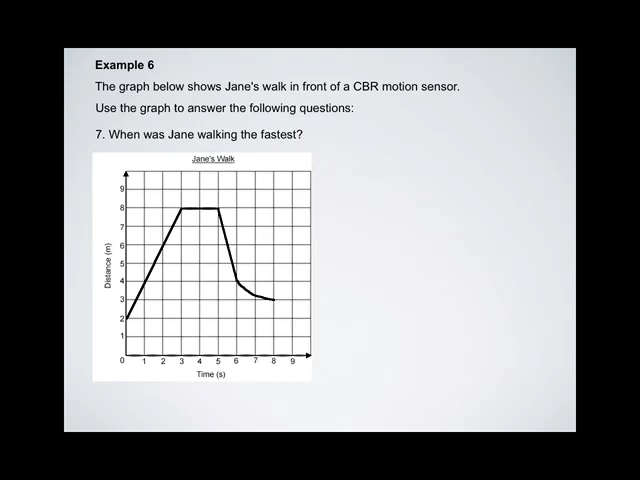 Example 6
The graph below shows Jane's walk in front of a CBR motion sensor.
Use the graph to answer the following questions:
7. When was Jane walking the fastest?
Jane's Walk
9
8
7
6
5
4
3
2
1
Distance (m)
0 1 2 3 4 5 6 7 8 9
Time (s)